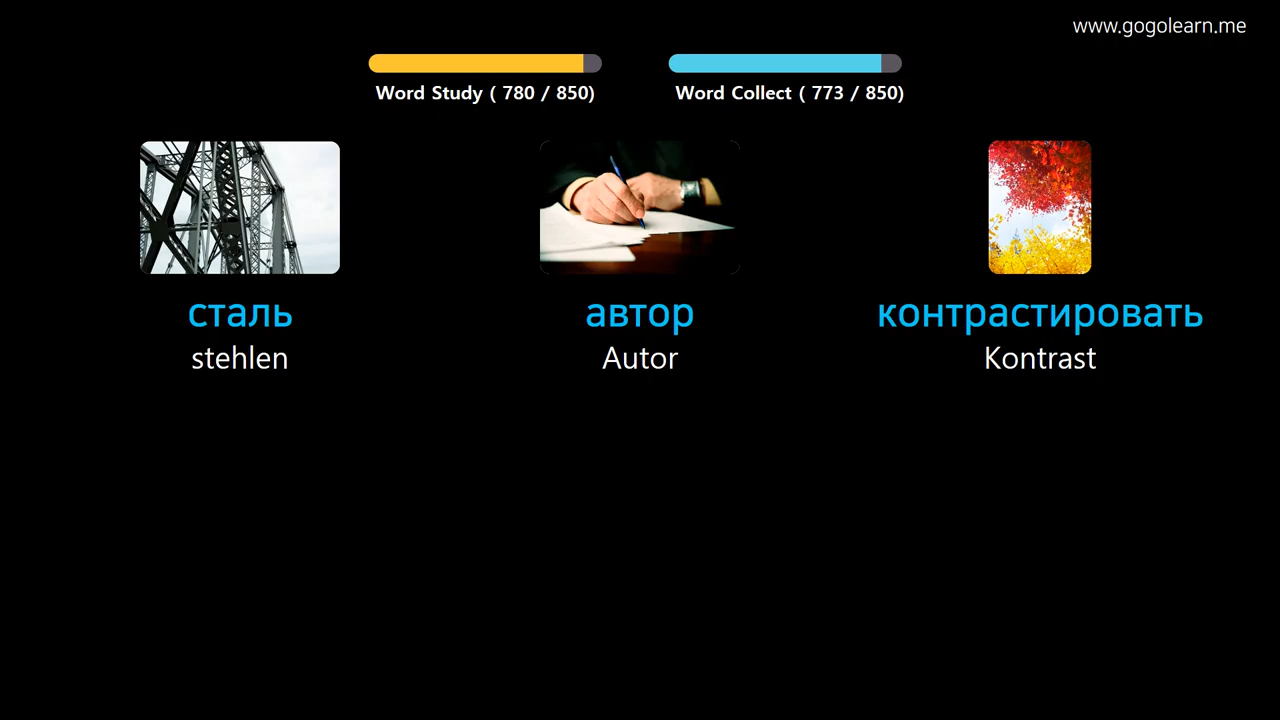 www.gogolearn.me
Word Study ( 780 / 850)
Word Collect ( 773 / 850)
сталь
автор
контрастировать
stehlen
Autor
Kontrast